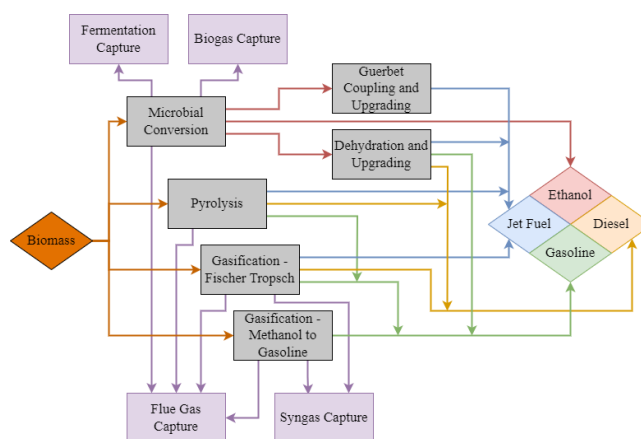 Fermentation
Capture
Biogas Capture
Guerbet
Coupling and
Upgrading
Microbial
Conversion
Dehydration and
Upgrading
Ethanol
Pyrolysis
Jet Fuel
Diesel
Biomass
Gasoline
Gasification -
Fischer Tropsch
Gasification -
Methanol to
Gasoline
Flue Gas
Capture
Syngas Capture